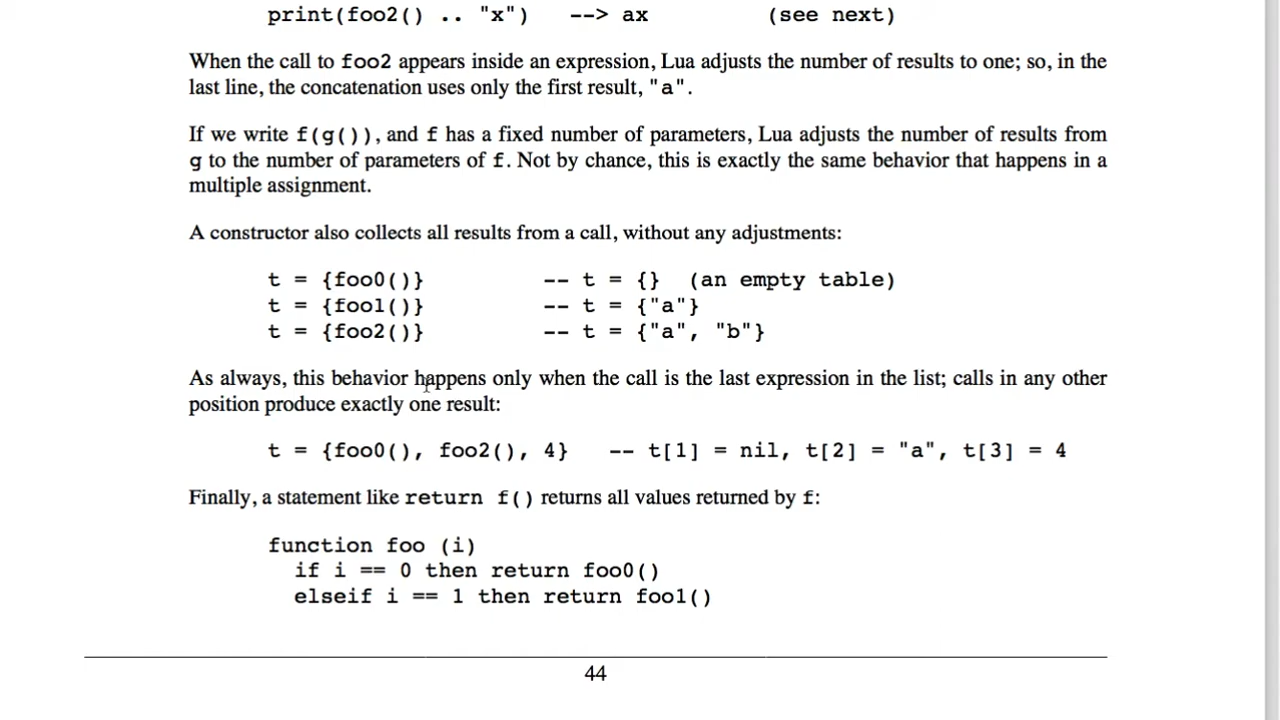 print(foo2() .. "x")   --> ax         (see next)
When the call to foo2 appears inside an expression, Lua adjusts the number of results to one; so, in the
last line, the concatenation uses only the first result, "a".
If we write f(g()), and f has a fixed number of parameters, Lua adjusts the number of results from
g to the number of parameters of f. Not by chance, this is exactly the same behavior that happens in a
multiple assignment.
A constructor also collects all results from a call, without any adjustments:
t = {foo0()}         -- t = {}  (an empty table)
t = {foo1()}         -- t = {"a"}
t = {foo2()}         -- t = {"a", "b"}
As always, this behavior happens only when the call is the last expression in the list; calls in any other
position produce exactly one result:
t = {foo0(), foo2(), 4}   -- t[1] = nil, t[2] = "a", t[3] = 4
Finally, a statement like return f() returns all values returned by f:
function foo (i)
  if i == 0 then return foo0()
  elseif i == 1 then return foo1()
44